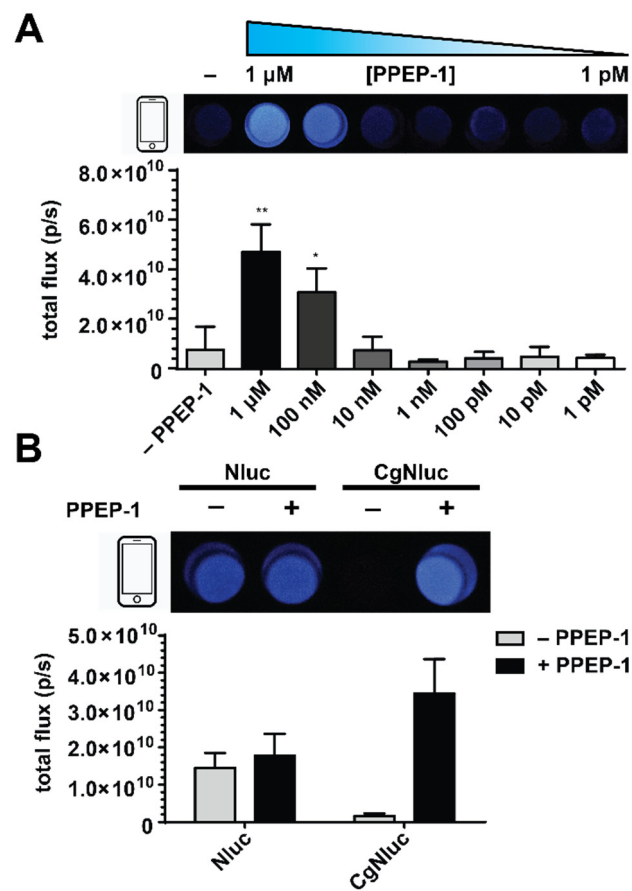 A
– 1 µM [PPEP-1] 1 pM
8.0×10¹⁰
6.0×10¹⁰
4.0×10¹⁰
2.0×10¹⁰
0
total flux (p/s)
** *
– PPEP-1 1 µM 100 nM 10 nM 1 nM 100 pM 10 pM 1 pM
B
Nluc CgNluc
PPEP-1 – + – +
5.0×10¹⁰
4.0×10¹⁰
3.0×10¹⁰
2.0×10¹⁰
1.0×10¹⁰
0
total flux (p/s)
– PPEP-1
+ PPEP-1
Nluc CgNluc